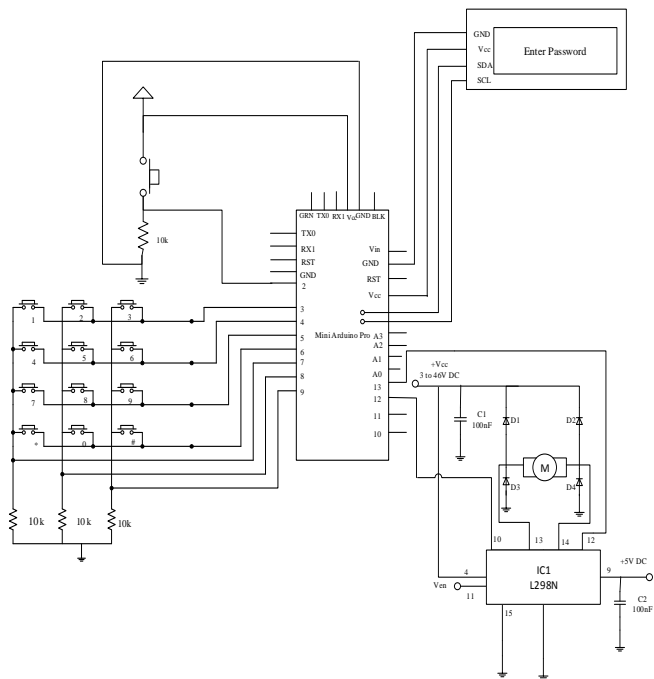 GND
Vcc
SDA
SCL
Enter Password
10k
GRN TX0 RX1 Vcc GND BLK
TX0
RX1
RST
GND
2
3
4
5
6
7
8
9
Mini Arduino Pro
Vin
GND
RST
Vcc
A3
A2
A1
A0
13
12
11
10
1 2 3
4 5 6
7 8 9
* 0 #
10k 10k 10k
+Vcc
3 to 46V DC
C1
100nF
D1
D2
D3
D4
M
10 13 14 12
4
Ven
11
IC1
L298N
9
+5V DC
C2
100nF
15